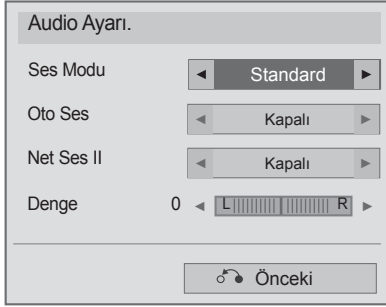 Audio Ayarı.
Ses Modu ◄ Standard ►
Oto Ses ◄ Kapalı ►
Net Ses II ◄ Kapalı ►
Denge 0 ◄ L R ►
Önceki